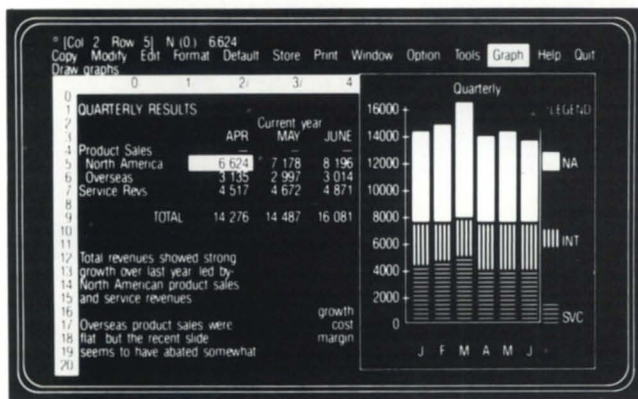 * [Col 2 Row 5] N (0.) 6.624
Copy Modify Edit Format Default Store Print Window Option Tools Graph Help Quit
Draw graphs
0 1 2/ 3/ 4
0
1 QUARTERLY RESULTS
2 Current year
3 APR MAY JUNE
4 Product Sales — — —
5 North America 6 624 7 178 8 196
6 Overseas 3 135 2 997 3 014
7 Service Revs 4 517 4 672 4 871
8
9 TOTAL 14 276 14 487 16 081
10
11
12 Total revenues showed strong
13 growth over last year led by
14 North American product sales
15 and service revenues
16 growth
17 Overseas product sales were cost
18 flat but the recent slide margin
19 seems to have abated somewhat
20
Quarterly
LEGEND
16000
14000
12000
10000
8000
6000
4000
2000
0
NA
INT
SVC
J F M A M J